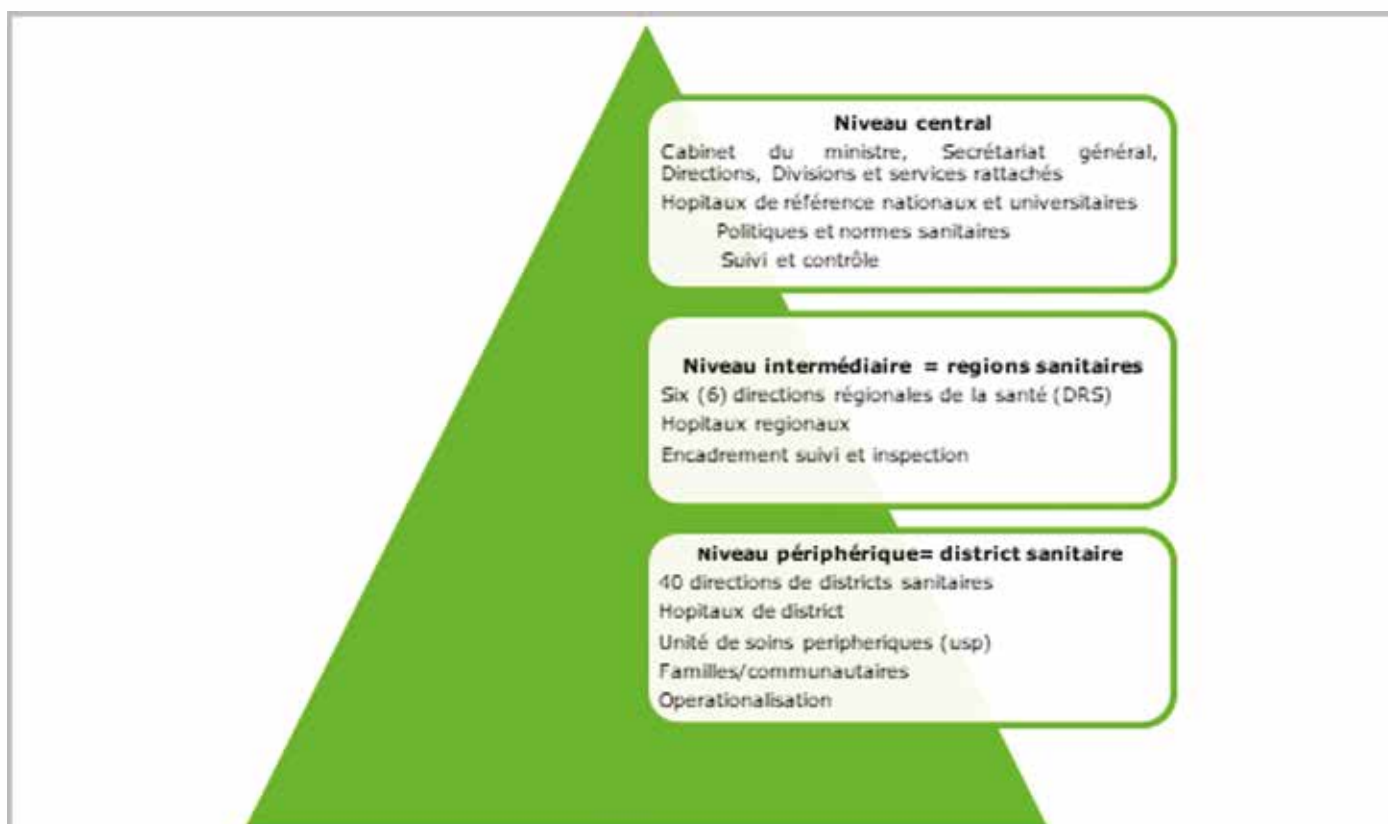 Niveau central
Cabinet du ministre, Secrétariat général,
Directions, Divisions et services rattachés
Hopitaux de référence nationaux et universitaires
Politiques et normes sanitaires
Suivi et contrôle
Niveau intermédiaire = regions sanitaires
Six (6) directions régionales de la santé (DRS)
Hopitaux regionaux
Encadrement suivi et inspection
Niveau périphérique= district sanitaire
40 directions de districts sanitaires
Hopitaux de district
Unité de soins peripheriques (usp)
Familles/communautaires
Operationalisation